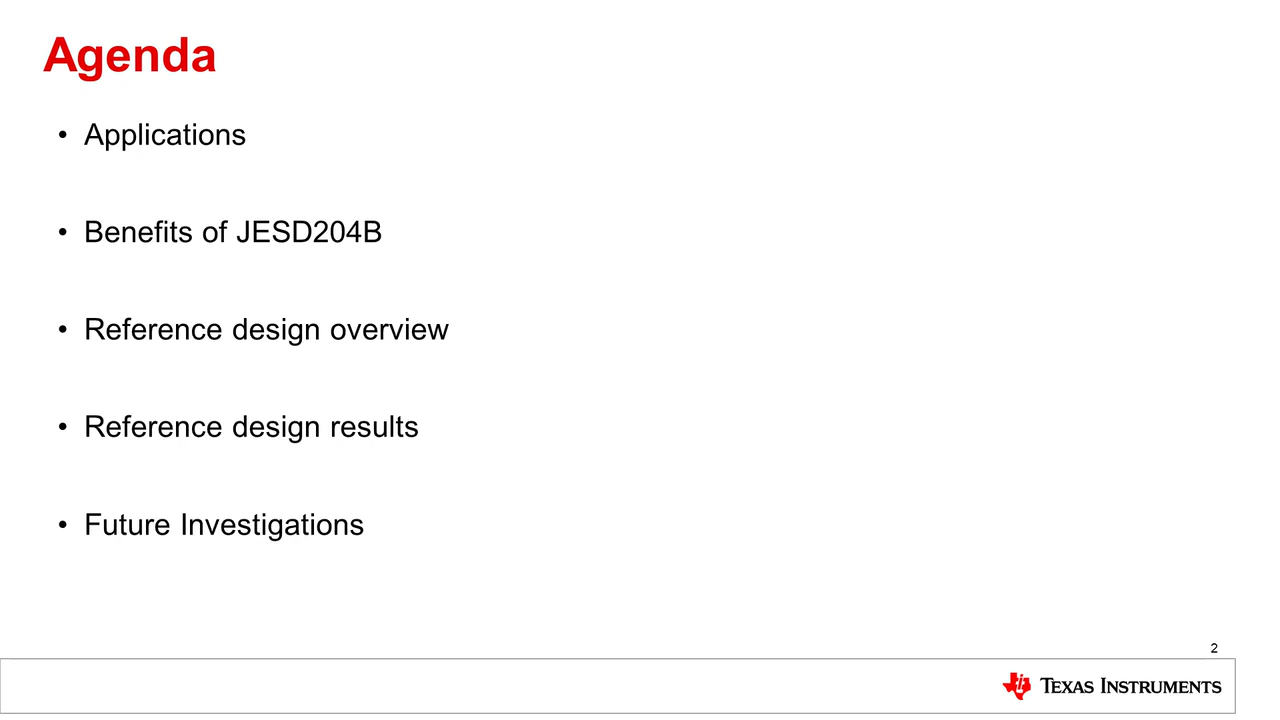 Agenda
• Applications
• Benefits of JESD204B
• Reference design overview
• Reference design results
• Future Investigations
2
TEXAS INSTRUMENTS